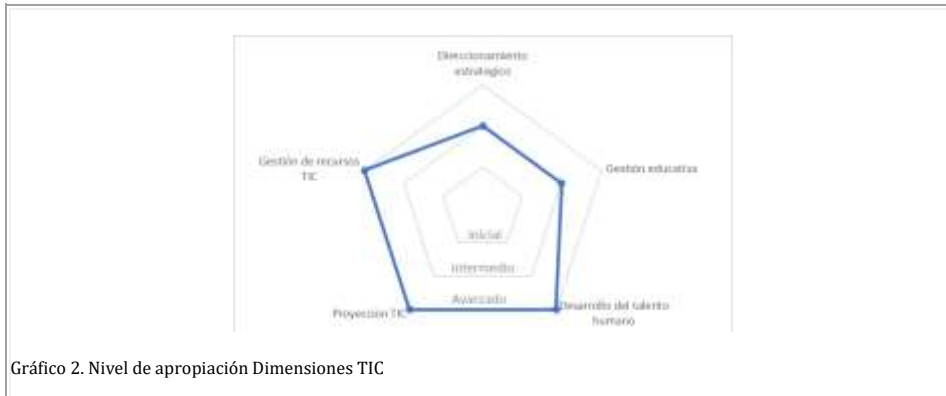 Direccionamiento
estrategico
Gestión de recursos
TIC
Gestión educativa
Inicial
Intermedio
Avanzado
Proyección TIC
Desarrollo del talento
humano
Gráfico 2. Nivel de apropiación Dimensiones TIC